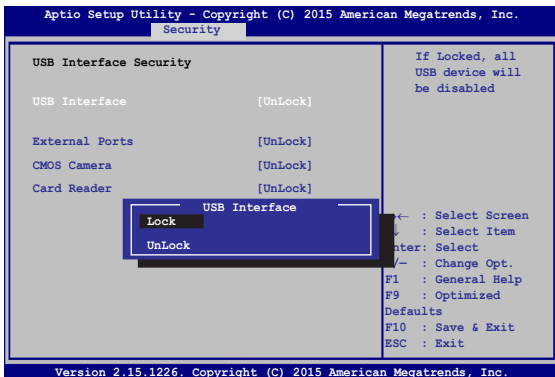 Aptio Setup Utility - Copyright (C) 2015 American Megatrends, Inc.
Security
USB Interface Security
USB Interface [UnLock]
External Ports [UnLock]
CMOS Camera [UnLock]
Card Reader [UnLock]
USB Interface
Lock
UnLock
If Locked, all
USB device will
be disabled
→← : Select Screen
↓ : Select Item
nter: Select
/— : Change Opt.
F1 : General Help
F9 : Optimized
Defaults
F10 : Save & Exit
ESC : Exit
Version 2.15.1226. Copyright (C) 2015 American Megatrends, Inc.